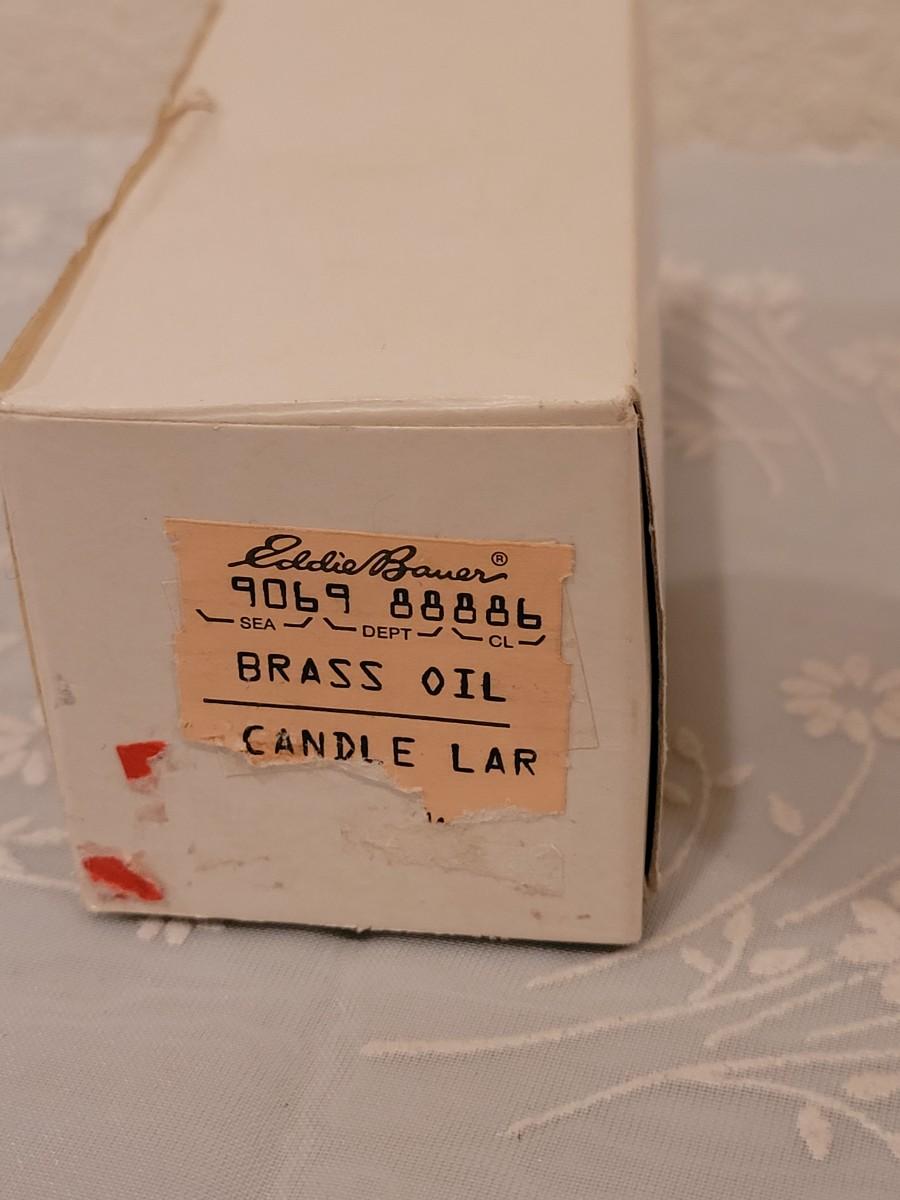 Eddie Bauer®
9069 88886
SEA DEPT CL
BRASS OIL
CANDLE LAR